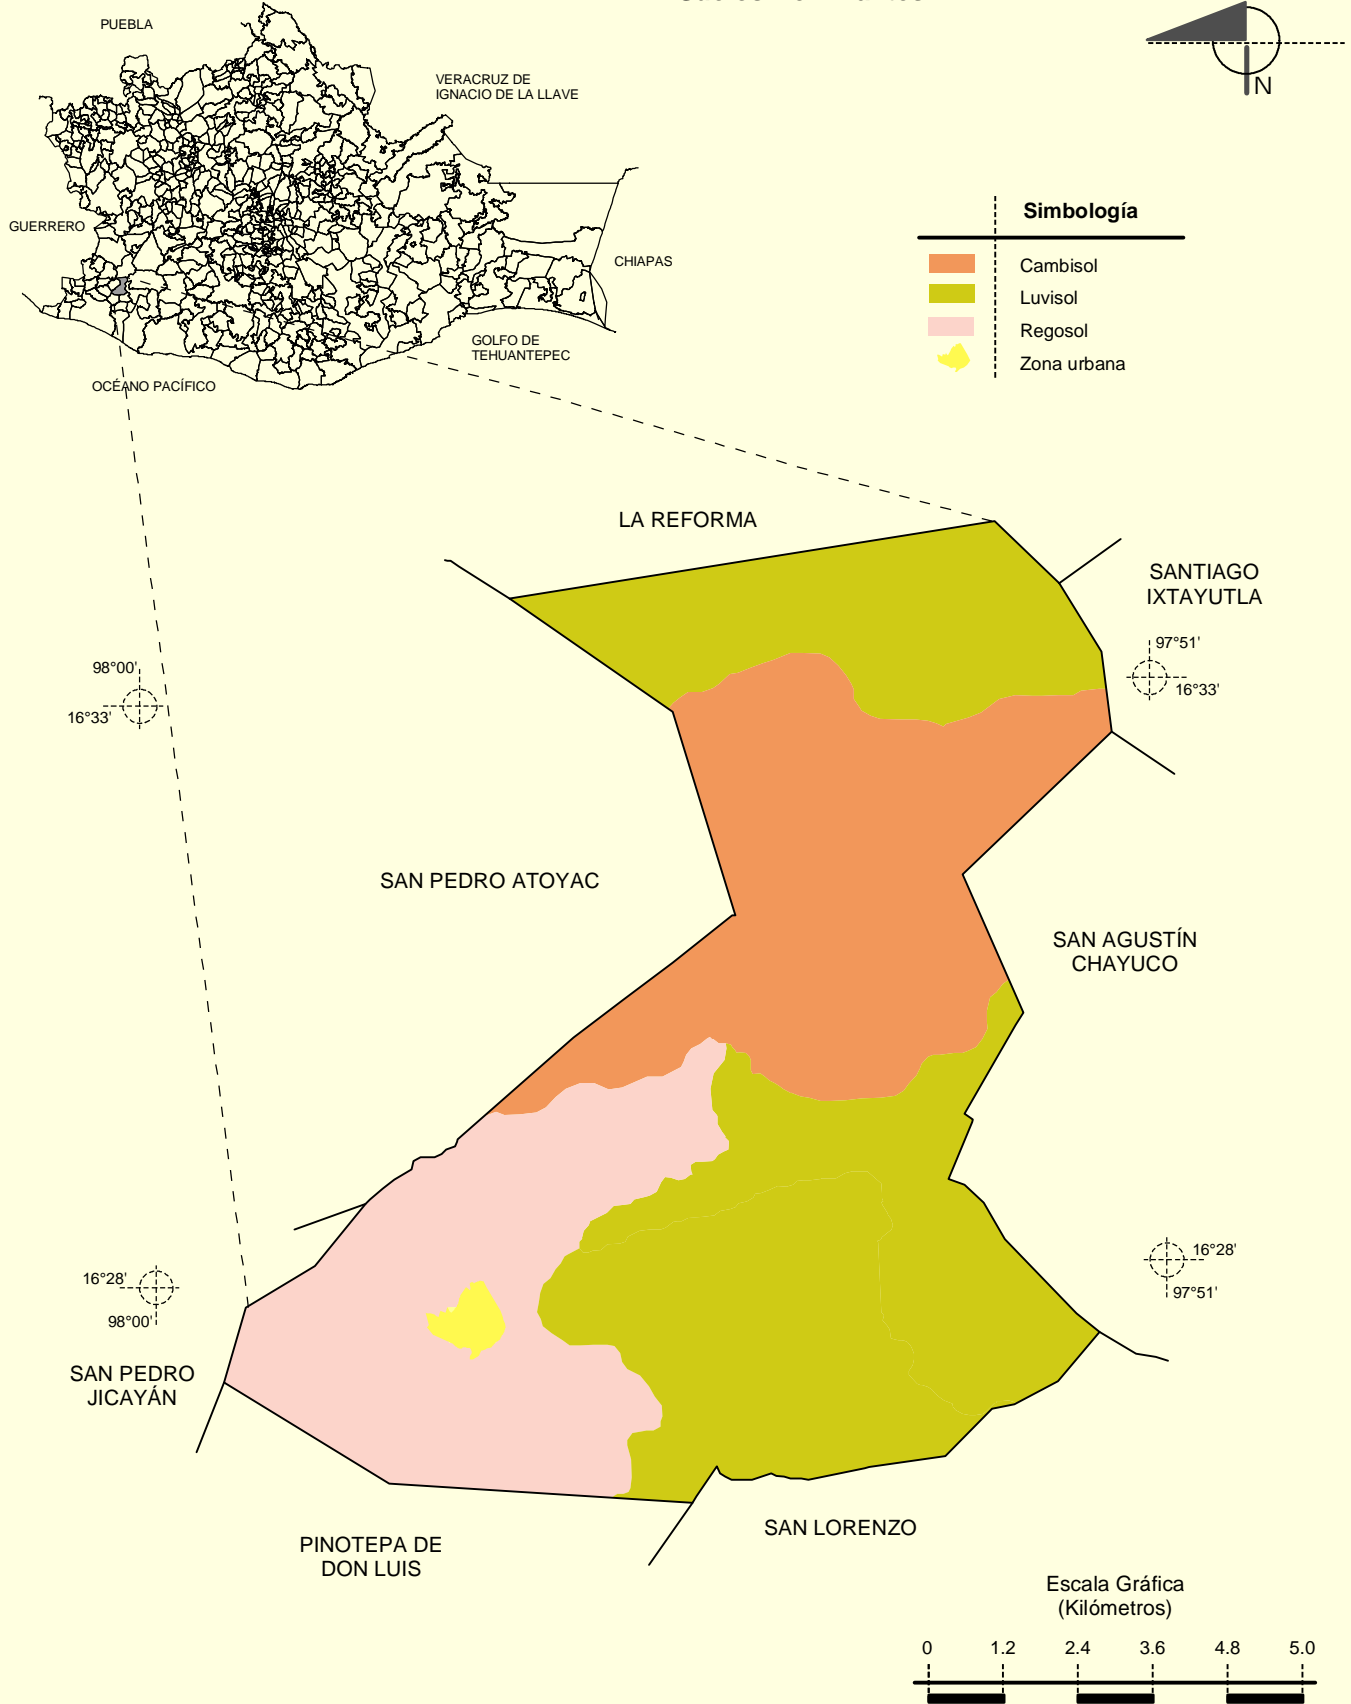 PUEBLA
VERACRUZ DE
IGNACIO DE LA LLAVE
GUERRERO
CHIAPAS
GOLFO DE
TEHUANTEPEC
OCÉANO PACÍFICO
N
Simbología
Cambisol
Luvisol
Regosol
Zona urbana
LA REFORMA
SANTIAGO
IXTAYUTLA
98°00'
16°33'
97°51'
16°33'
SAN PEDRO ATOYAC
SAN AGUSTÍN
CHAYUCO
16°28'
98°00'
16°28'
97°51'
SAN PEDRO
JICAYÁN
PINOTEPA DE
DON LUIS
SAN LORENZO
Escala Gráfica
(Kilómetros)
0 1.2 2.4 3.6 4.8 5.0